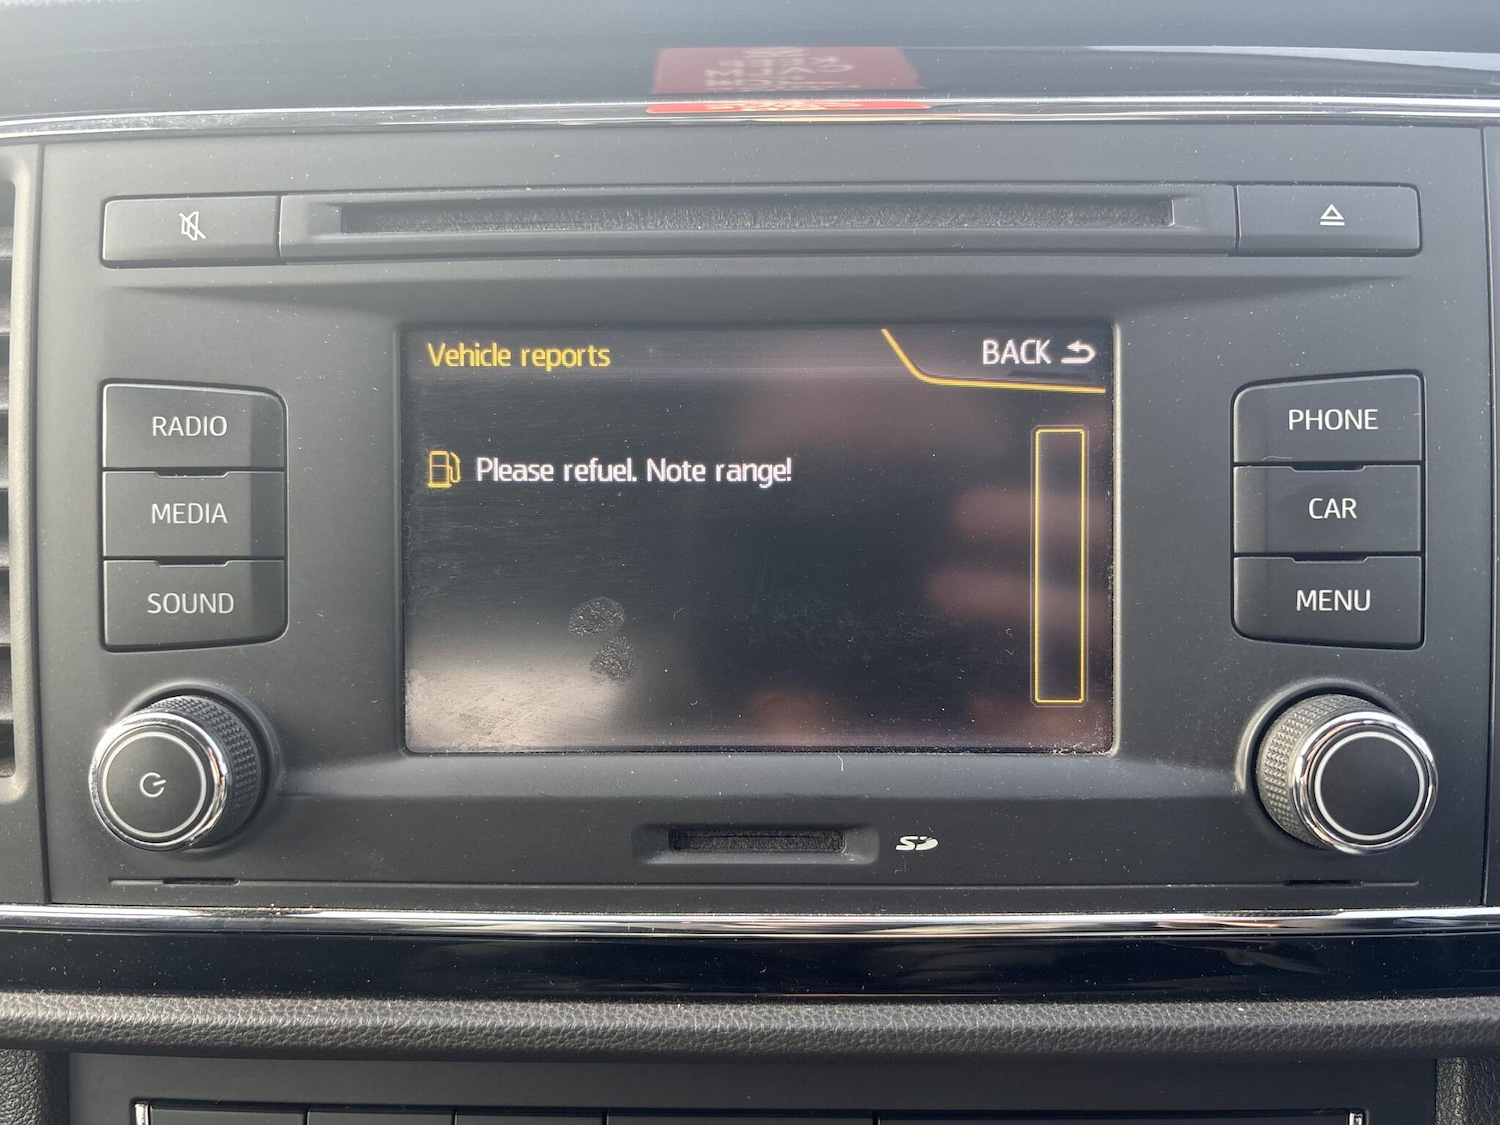 Vehicle reports
BACK
Please refuel. Note range!
RADIO
MEDIA
SOUND
PHONE
CAR
MENU
SD